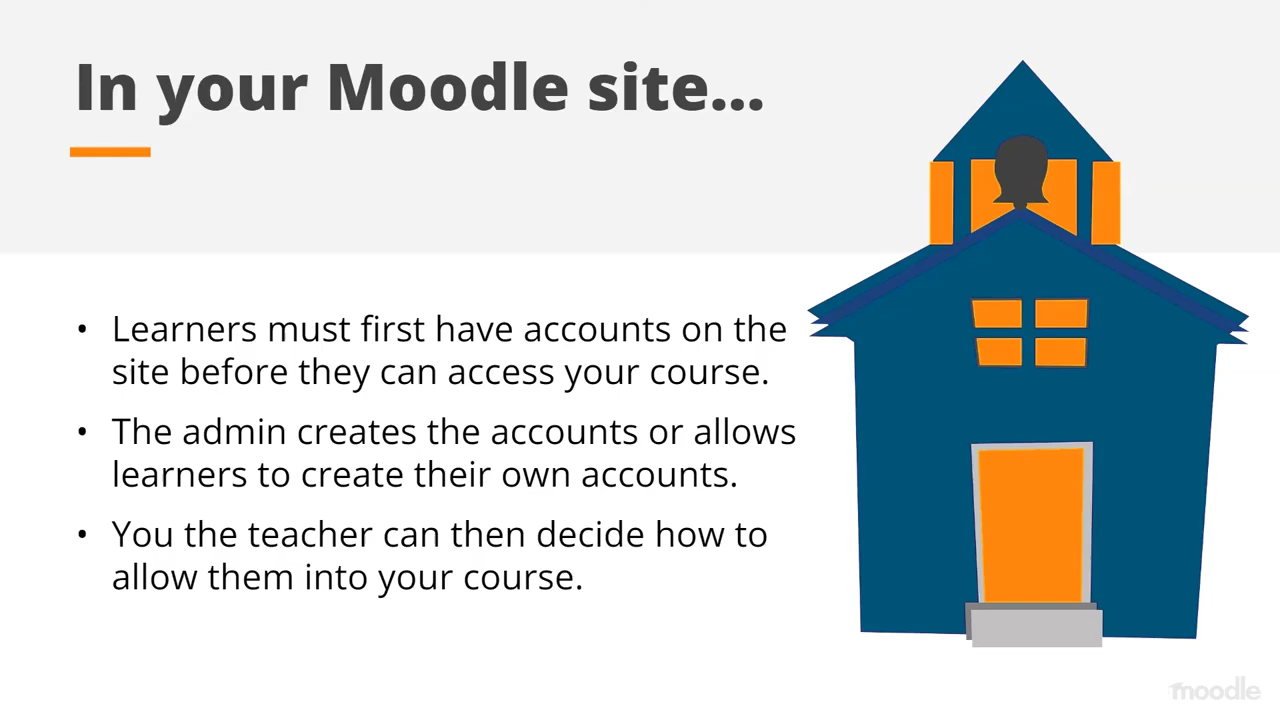 In your Moodle site...
• Learners must first have accounts on the
site before they can access your course.
• The admin creates the accounts or allows
learners to create their own accounts.
• You the teacher can then decide how to
allow them into your course.
moodle